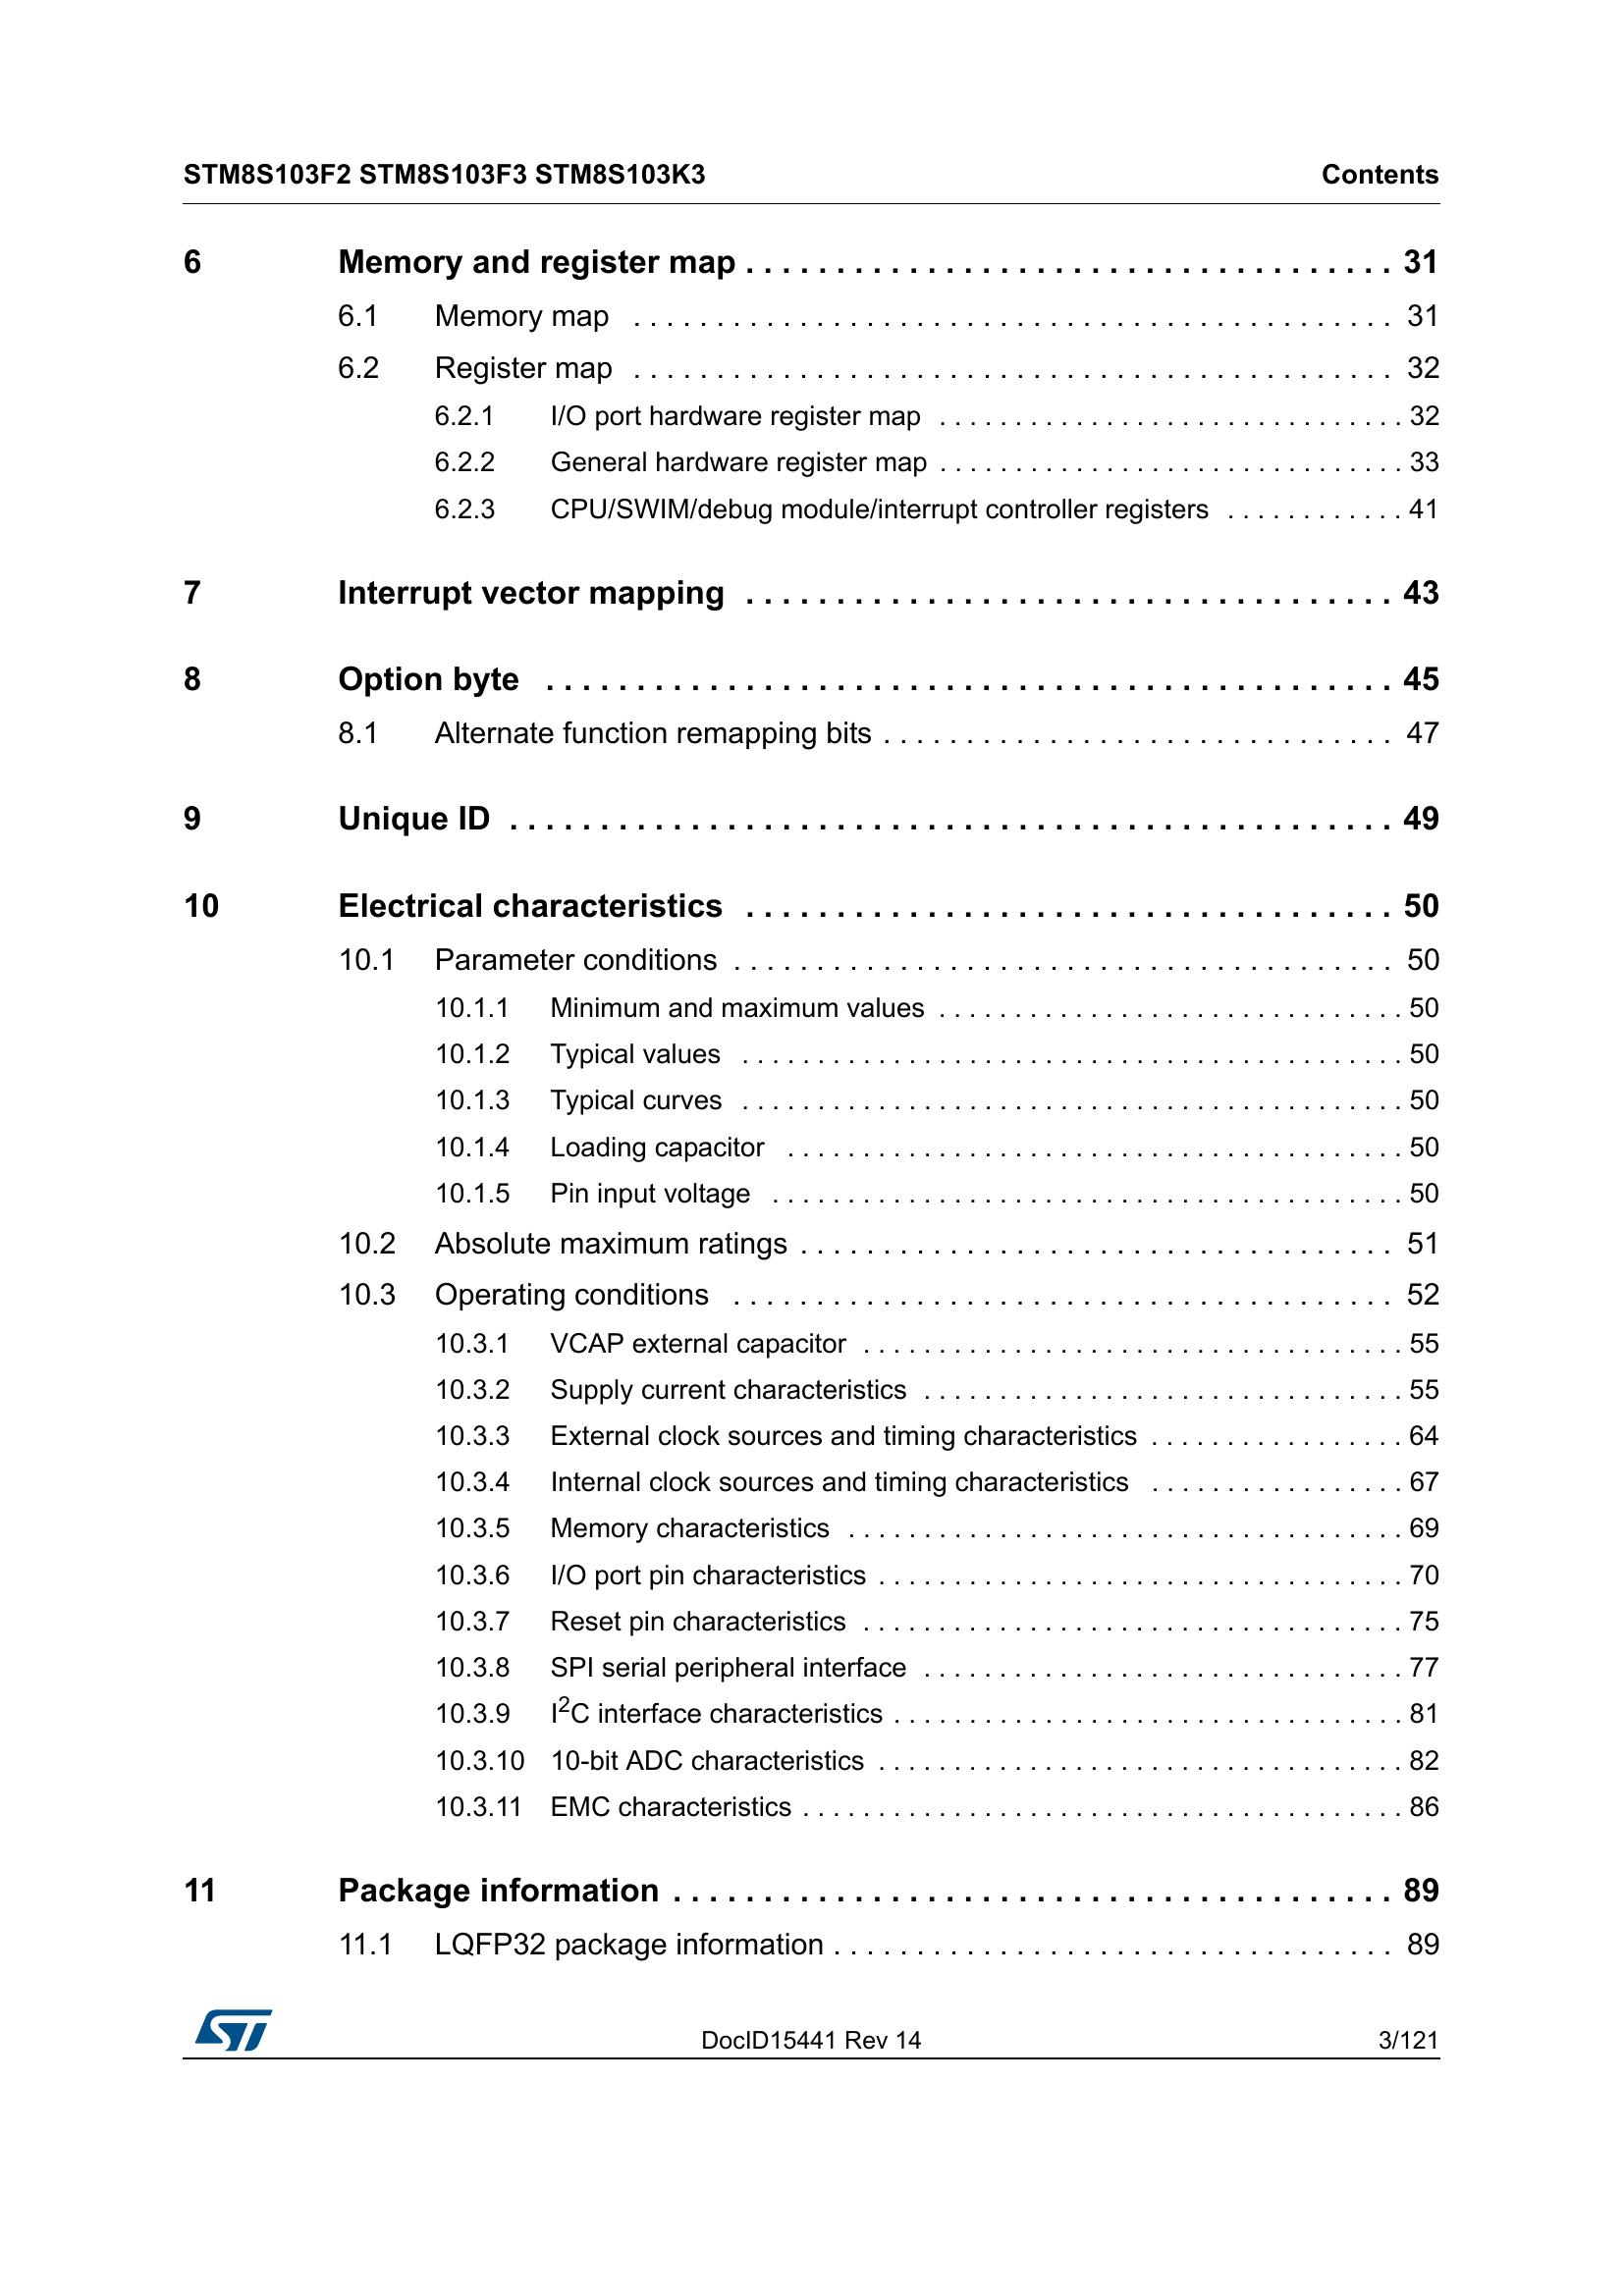 STM8S103F2 STM8S103F3 STM8S103K3 Contents
6 Memory and register map . . . . . . . . . . . . . . . . . . . . . . . . . . . . . . . . . . . . 31
6.1 Memory map . . . . . . . . . . . . . . . . . . . . . . . . . . . . . . . . . . . . . . . . . . . . . . 31
6.2 Register map . . . . . . . . . . . . . . . . . . . . . . . . . . . . . . . . . . . . . . . . . . . . . . 32
6.2.1 I/O port hardware register map . . . . . . . . . . . . . . . . . . . . . . . . . . . . . . . 32
6.2.2 General hardware register map . . . . . . . . . . . . . . . . . . . . . . . . . . . . . . . 33
6.2.3 CPU/SWIM/debug module/interrupt controller registers . . . . . . . . . . . . 41
7 Interrupt vector mapping . . . . . . . . . . . . . . . . . . . . . . . . . . . . . . . . . . . . 43
8 Option byte . . . . . . . . . . . . . . . . . . . . . . . . . . . . . . . . . . . . . . . . . . . . . . . 45
8.1 Alternate function remapping bits . . . . . . . . . . . . . . . . . . . . . . . . . . . . . . . 47
9 Unique ID . . . . . . . . . . . . . . . . . . . . . . . . . . . . . . . . . . . . . . . . . . . . . . . . . 49
10 Electrical characteristics . . . . . . . . . . . . . . . . . . . . . . . . . . . . . . . . . . . . 50
10.1 Parameter conditions . . . . . . . . . . . . . . . . . . . . . . . . . . . . . . . . . . . . . . . . 50
10.1.1 Minimum and maximum values . . . . . . . . . . . . . . . . . . . . . . . . . . . . . . . 50
10.1.2 Typical values . . . . . . . . . . . . . . . . . . . . . . . . . . . . . . . . . . . . . . . . . . . . 50
10.1.3 Typical curves . . . . . . . . . . . . . . . . . . . . . . . . . . . . . . . . . . . . . . . . . . . . 50
10.1.4 Loading capacitor . . . . . . . . . . . . . . . . . . . . . . . . . . . . . . . . . . . . . . . . . 50
10.1.5 Pin input voltage . . . . . . . . . . . . . . . . . . . . . . . . . . . . . . . . . . . . . . . . . . 50
10.2 Absolute maximum ratings . . . . . . . . . . . . . . . . . . . . . . . . . . . . . . . . . . . . 51
10.3 Operating conditions . . . . . . . . . . . . . . . . . . . . . . . . . . . . . . . . . . . . . . . . 52
10.3.1 VCAP external capacitor . . . . . . . . . . . . . . . . . . . . . . . . . . . . . . . . . . . . 55
10.3.2 Supply current characteristics . . . . . . . . . . . . . . . . . . . . . . . . . . . . . . . . 55
10.3.3 External clock sources and timing characteristics . . . . . . . . . . . . . . . . . 64
10.3.4 Internal clock sources and timing characteristics . . . . . . . . . . . . . . . . . 67
10.3.5 Memory characteristics . . . . . . . . . . . . . . . . . . . . . . . . . . . . . . . . . . . . . 69
10.3.6 I/O port pin characteristics . . . . . . . . . . . . . . . . . . . . . . . . . . . . . . . . . . . 70
10.3.7 Reset pin characteristics . . . . . . . . . . . . . . . . . . . . . . . . . . . . . . . . . . . . 75
10.3.8 SPI serial peripheral interface . . . . . . . . . . . . . . . . . . . . . . . . . . . . . . . . 77
10.3.9 I²C interface characteristics . . . . . . . . . . . . . . . . . . . . . . . . . . . . . . . . . . 81
10.3.10 10-bit ADC characteristics . . . . . . . . . . . . . . . . . . . . . . . . . . . . . . . . . . . 82
10.3.11 EMC characteristics . . . . . . . . . . . . . . . . . . . . . . . . . . . . . . . . . . . . . . . . 86
11 Package information . . . . . . . . . . . . . . . . . . . . . . . . . . . . . . . . . . . . . . . . 89
11.1 LQFP32 package information . . . . . . . . . . . . . . . . . . . . . . . . . . . . . . . . . . 89
ST DocID15441 Rev 14 3/121